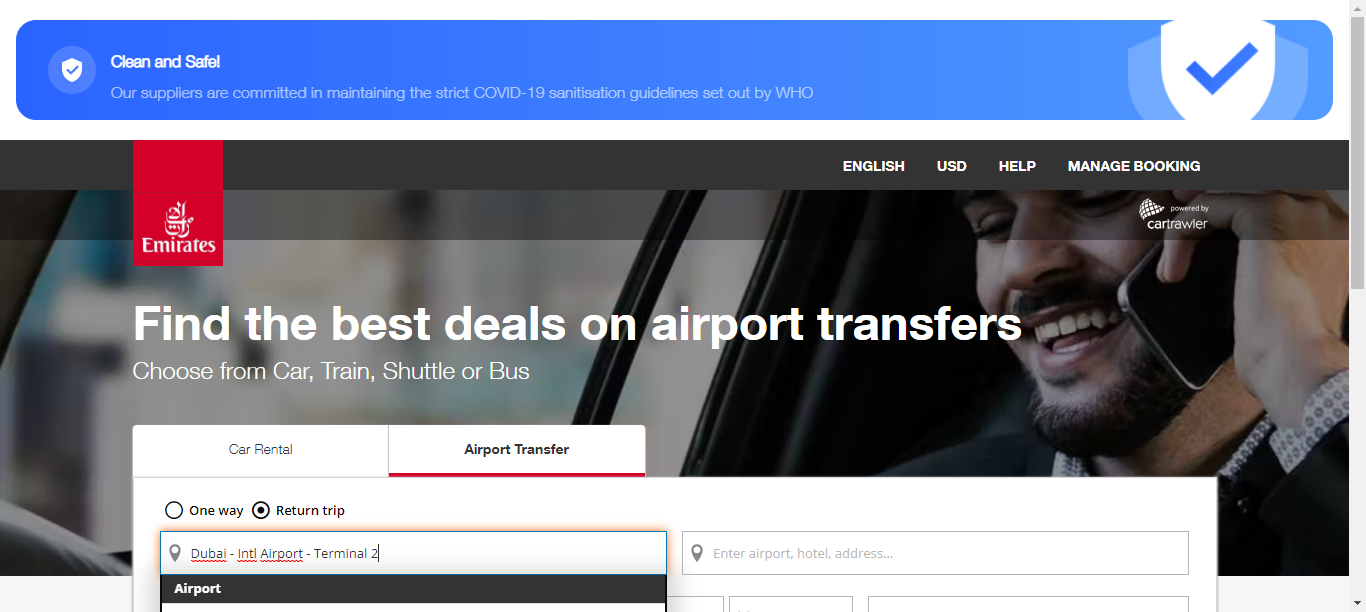 Clean and Safe!
Our suppliers are committed in maintaining the strict COVID-19 sanitisation guidelines set out by WHO
ENGLISH USD HELP MANAGE BOOKING
powered by
cartrawler
Emirates
Find the best deals on airport transfers
Choose from Car, Train, Shuttle or Bus
Car Rental Airport Transfer
One way Return trip
Dubai - Intl Airport - Terminal 2 Enter airport, hotel, address...
Airport